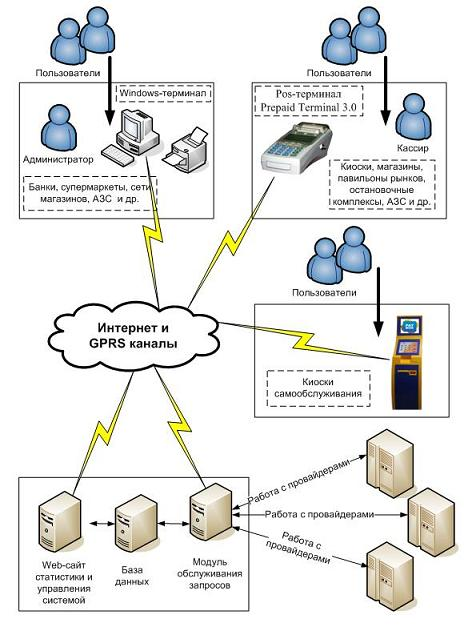 Пользователи
Windows-терминал
Администратор
Банки, супермаркеты, сети
магазинов, АЗС и др.
Пользователи
Pos-терминал
Prepaid Terminal 3.0
Кассир
Киоски, магазины,
павильоны рынков,
остановочные
комплексы, АЗС и др.
Пользователи
Киоски
самообслуживания
Интернет и
GPRS каналы
Web-сайт
статистики и
управления
системой
База
данных
Модуль
обслуживания
запросов
Работа с провайдерами
Работа с провайдерами
Работа с
провайдерами